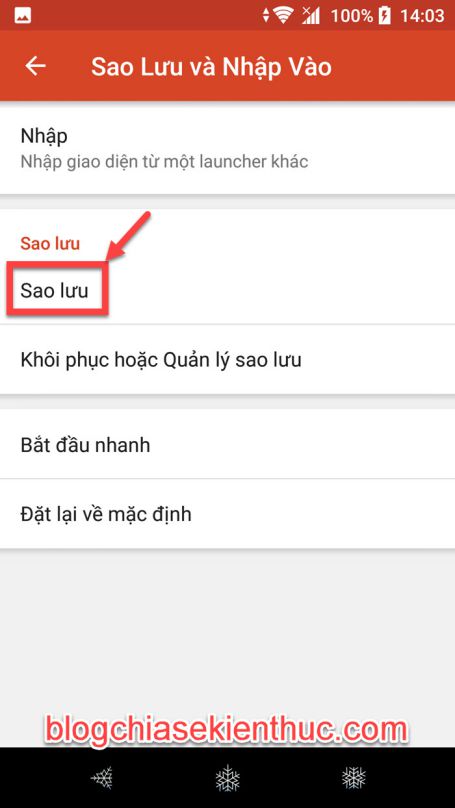 100% 14:03
Sao Lưu và Nhập Vào
Nhập
Nhập giao diện từ một launcher khác
Sao lưu
Sao lưu
Khôi phục hoặc Quản lý sao lưu
Bắt đầu nhanh
Đặt lại về mặc định
blogchiasekienthuc.com